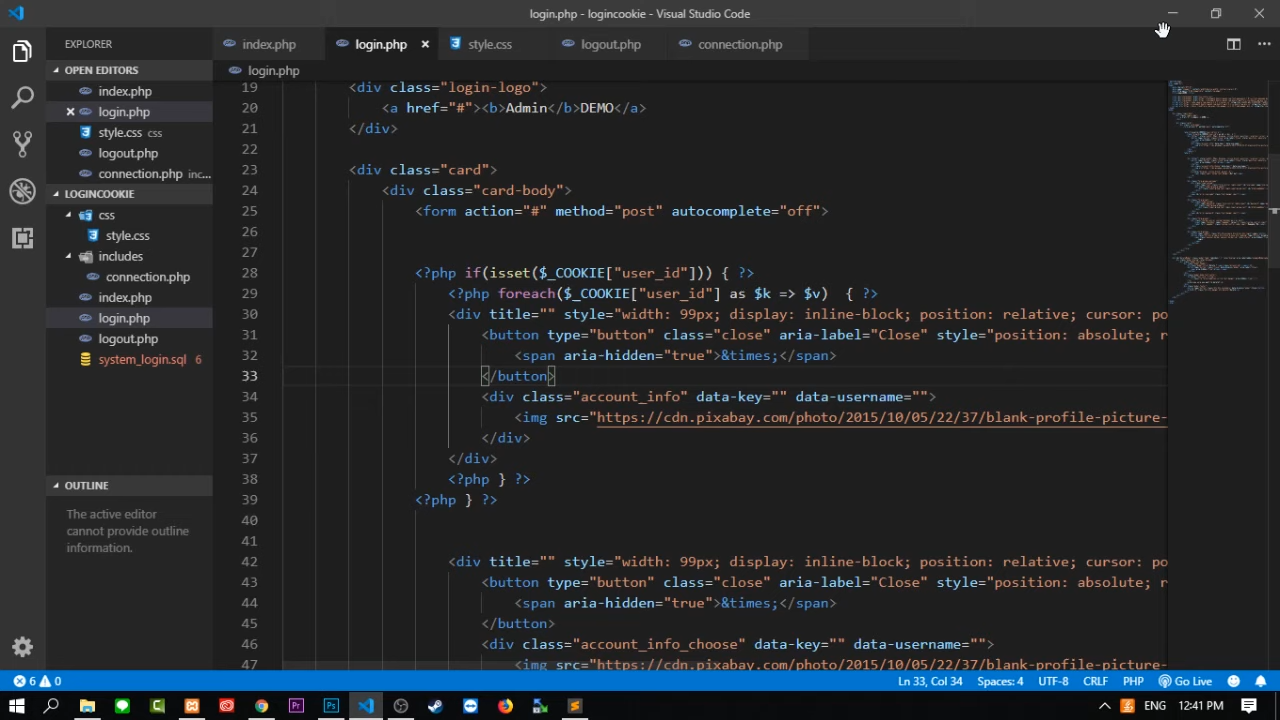 login.php - logincookie - Visual Studio Code
EXPLORER
index.php
login.php
style.css
logout.php
connection.php
OPEN EDITORS
index.php
login.php
style.css css
logout.php
connection.php inc...
LOGINCOOKIE
css
style.css
includes
connection.php
index.php
login.php
logout.php
system_login.sql 6
OUTLINE
The active editor
cannot provide outline
information.
login.php
19 <div class="login-logo">
20 <a href="#"><b>Admin</b>DEMO</a>
21 </div>
22
23 <div class="card">
24 <div class="card-body">
25 <form action="#" method="post" autocomplete="off">
26
27
28 <?php if(isset($_COOKIE["user_id"])) { ?>
29 <?php foreach($_COOKIE["user_id"] as $k => $v)  { ?>
30 <div title="" style="width: 99px; display: inline-block; position: relative; cursor: po
31 <button type="button" class="close" aria-label="Close" style="position: absolute; r
32 <span aria-hidden="true">&times;</span>
33 </button>
34 <div class="account_info" data-key="" data-username="">
35 <img src="https://cdn.pixabay.com/photo/2015/10/05/22/37/blank-profile-picture-
36 </div>
37 </div>
38 <?php } ?>
39 <?php } ?>
40
41
42 <div title="" style="width: 99px; display: inline-block; position: relative; cursor: po
43 <button type="button" class="close" aria-label="Close" style="position: absolute; r
44 <span aria-hidden="true">&times;</span>
45 </button>
46 <div class="account_info_choose" data-key="" data-username="">
47 <img src="https://cdn.pixabay.com/photo/2015/10/05/22/37/blank-profile-picture-
6 0
Ln 33, Col 34 Spaces: 4 UTF-8 CRLF PHP Go Live
ENG 12:41 PM